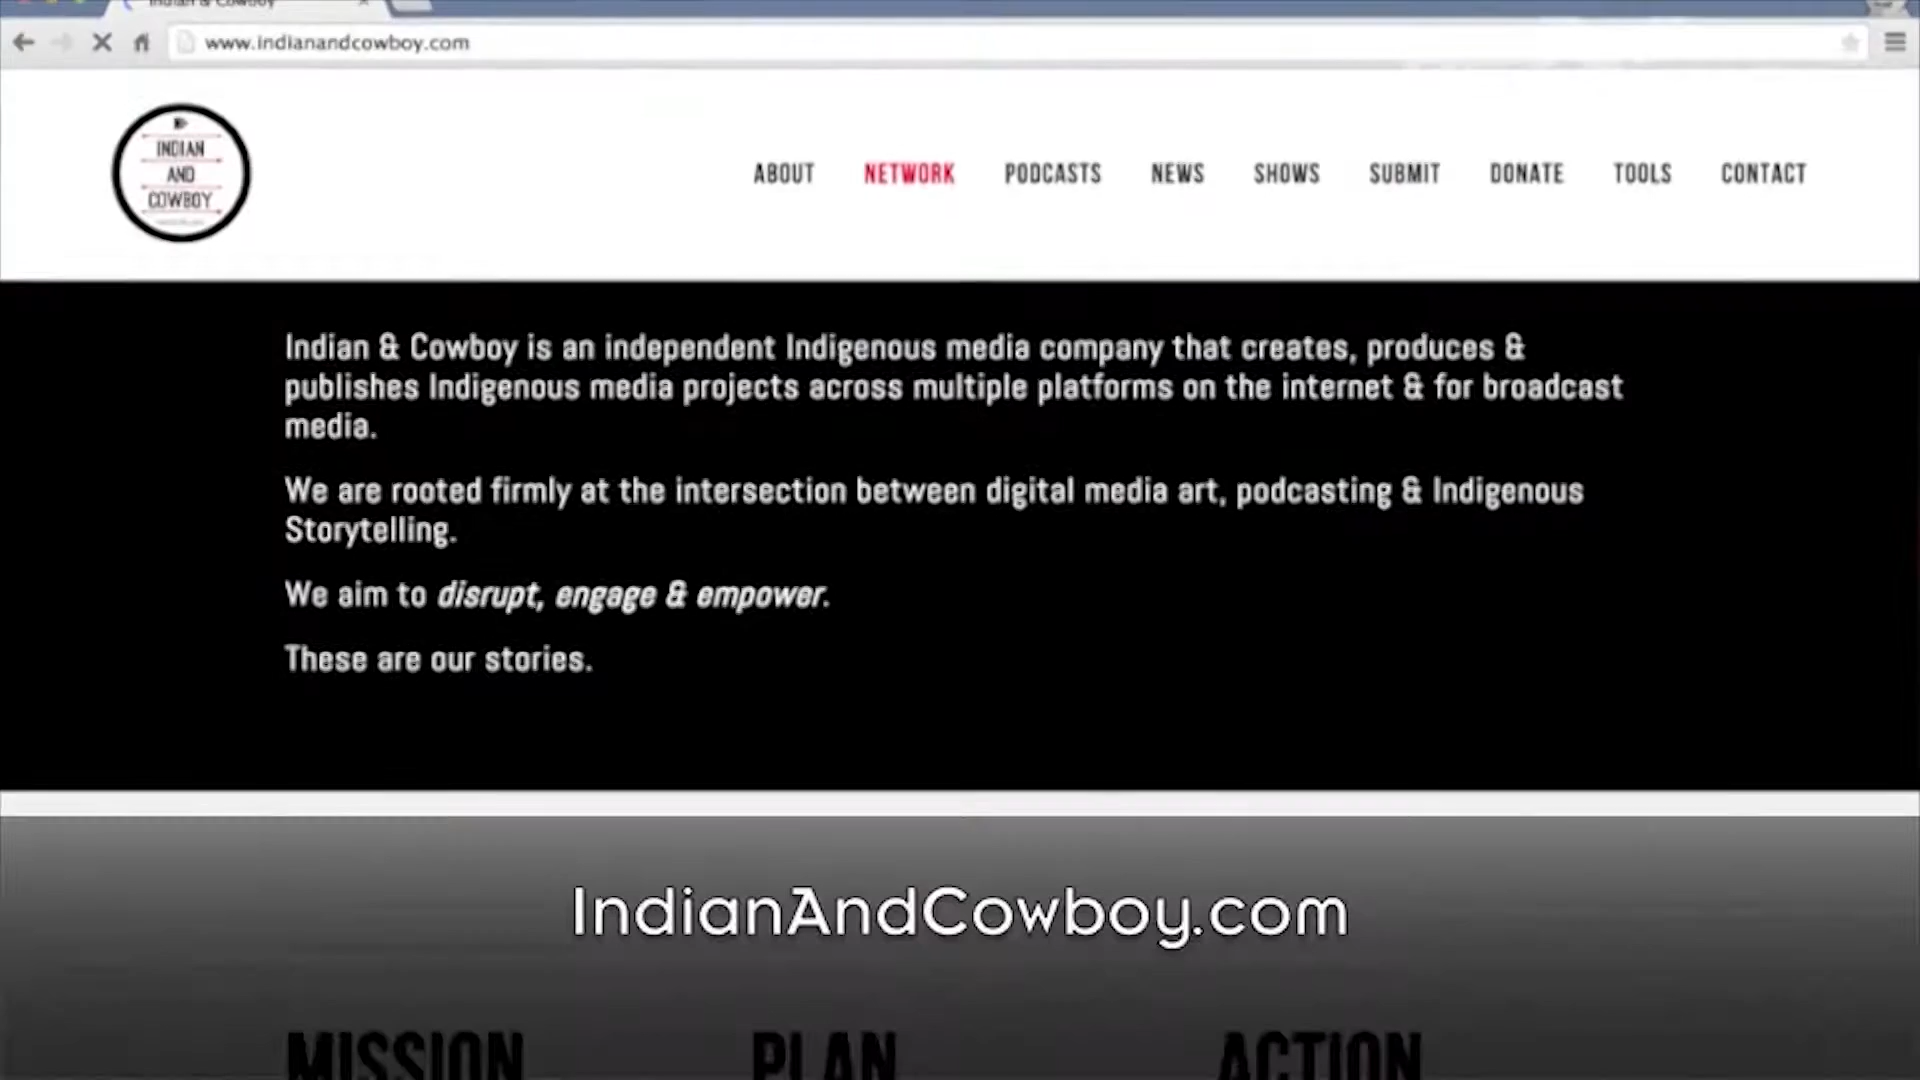 Indian & Cowboy
www.indianandcowboy.com
INDIAN
AND
COWBOY
ABOUT NETWORK PODCASTS NEWS SHOWS SUBMIT DONATE TOOLS CONTACT
Indian & Cowboy is an independent Indigenous media company that creates, produces &
publishes Indigenous media projects across multiple platforms on the internet & for broadcast
media.
We are rooted firmly at the intersection between digital media art, podcasting & Indigenous
Storytelling.
We aim to disrupt, engage & empower.
These are our stories.
IndianAndCowboy.com
MISSION PLAN ACTION